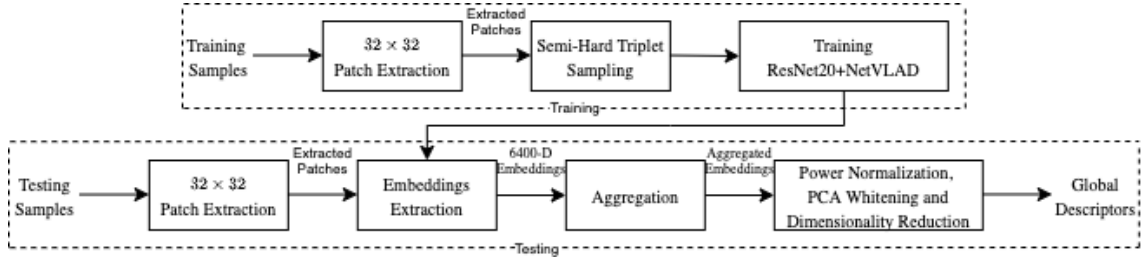 Training
Samples
32 × 32
Patch Extraction
Extracted
Patches
Semi-Hard Triplet
Sampling
Training
ResNet20+NetVLAD
Training
Testing
Samples
32 × 32
Patch Extraction
Extracted
Patches
Embeddings
Extraction
6400-D
Embeddings
Aggregation
Aggregated
Embeddings
Power Normalization,
PCA Whitening and
Dimensionality Reduction
Global
Descriptors
Testing